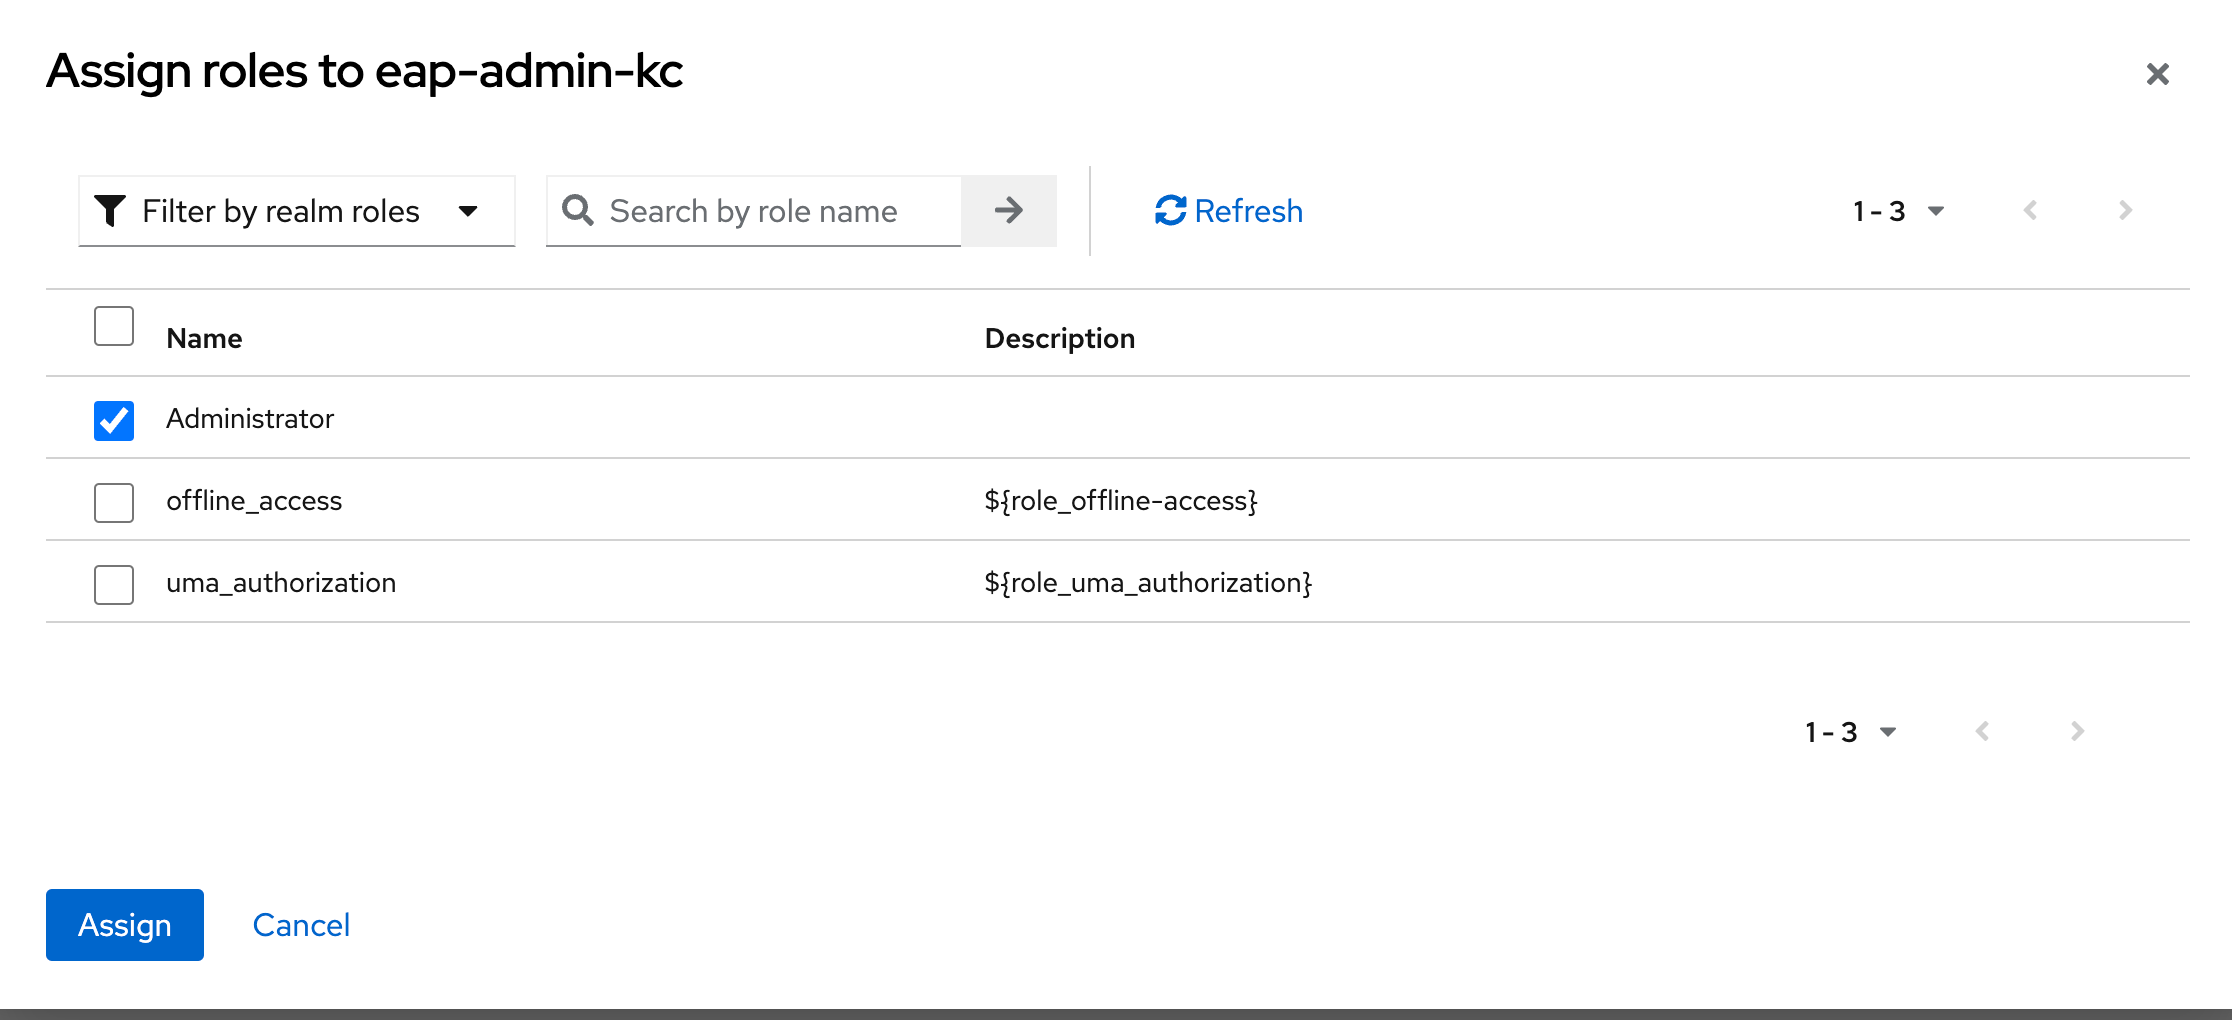 Assign roles to eap-admin-kc
Filter by realm roles
Search by role name
Refresh
1 - 3
Name Description
Administrator
offline_access ${role_offline-access}
uma_authorization ${role_uma_authorization}
1 - 3
Assign Cancel